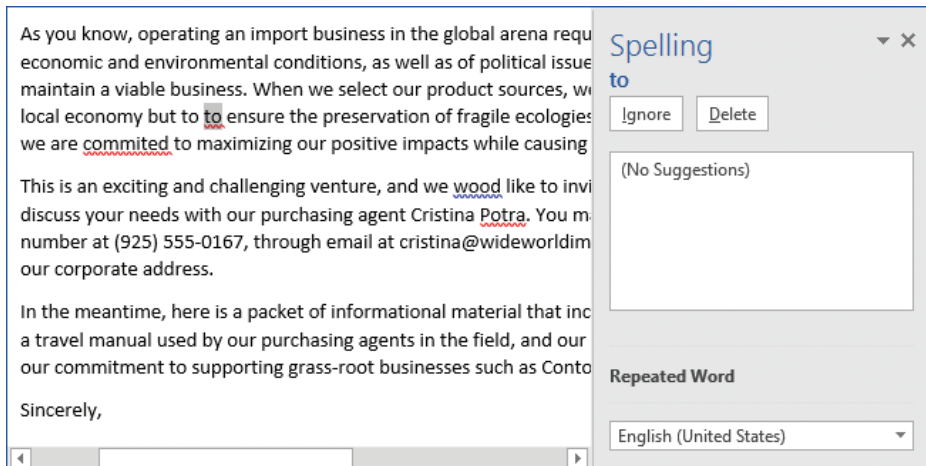 As you know, operating an import business in the global arena requ
economic and environmental conditions, as well as of political issue
maintain a viable business. When we select our product sources, we
local economy but to to ensure the preservation of fragile ecologies
we are commited to maximizing our positive impacts while causing
This is an exciting and challenging venture, and we wood like to invi
discuss your needs with our purchasing agent Cristina Potra. You m
number at (925) 555-0167, through email at cristina@wideworldim
our corporate address.
In the meantime, here is a packet of informational material that inc
a travel manual used by our purchasing agents in the field, and our
our commitment to supporting grass-root businesses such as Conto
Sincerely,
Spelling
to
Ignore Delete
(No Suggestions)
Repeated Word
English (United States)